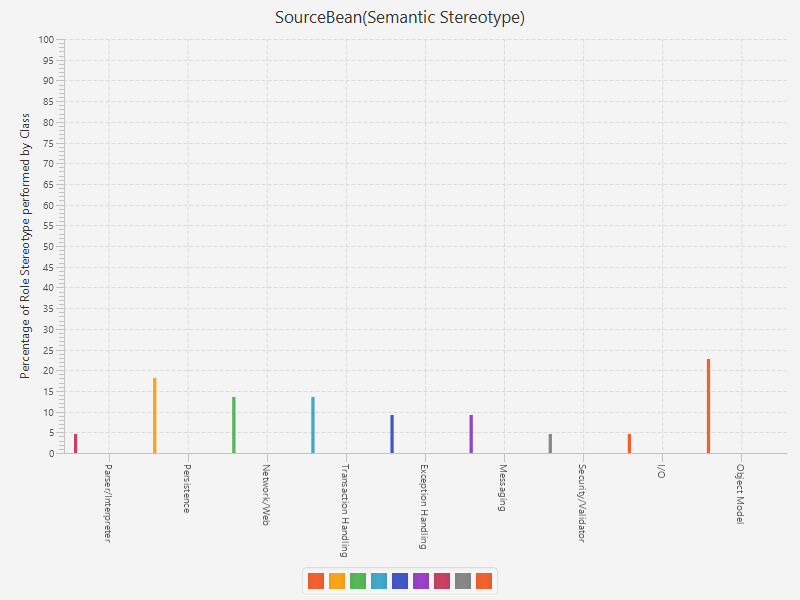 SourceBean(Semantic Stereotype)
Percentage of Role Stereotype performed by Class
100
95
90
85
80
75
70
65
60
55
50
45
40
35
30
25
20
15
10
5
0
Parser/Interpreter
Persistence
Network/Web
Transaction Handling
Exception Handling
Messaging
Security/Validator
I/O
Object Model